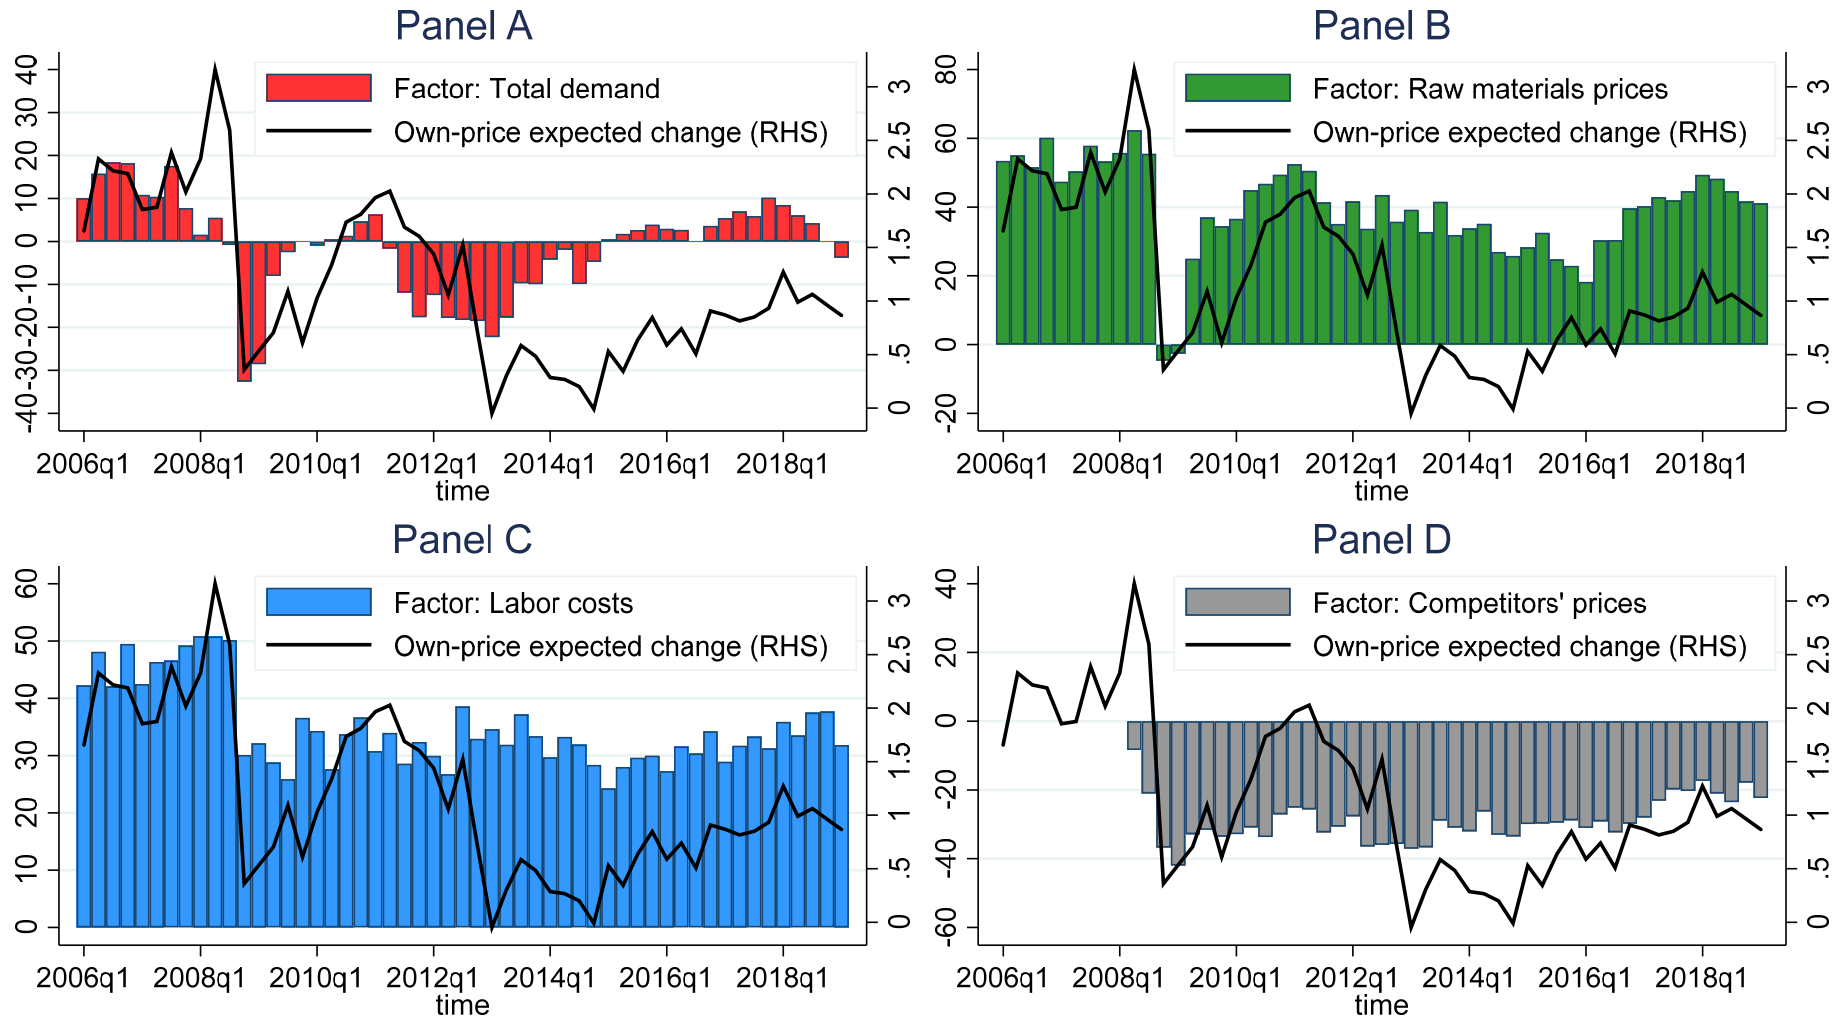 Panel A
40
30
20
10
0
-10
-20
-30
-40
Factor: Total demand
Own-price expected change (RHS)
3
2.5
2
1.5
1
.5
0
2006q1 2008q1 2010q1 2012q1 2014q1 2016q1 2018q1
time
Panel B
80
60
40
20
0
-20
Factor: Raw materials prices
Own-price expected change (RHS)
3
2.5
2
1.5
1
.5
0
2006q1 2008q1 2010q1 2012q1 2014q1 2016q1 2018q1
time
Panel C
60
50
40
30
20
10
0
Factor: Labor costs
Own-price expected change (RHS)
3
2.5
2
1.5
1
.5
0
2006q1 2008q1 2010q1 2012q1 2014q1 2016q1 2018q1
time
Panel D
40
20
0
-20
-40
-60
Factor: Competitors' prices
Own-price expected change (RHS)
3
2.5
2
1.5
1
.5
0
2006q1 2008q1 2010q1 2012q1 2014q1 2016q1 2018q1
time